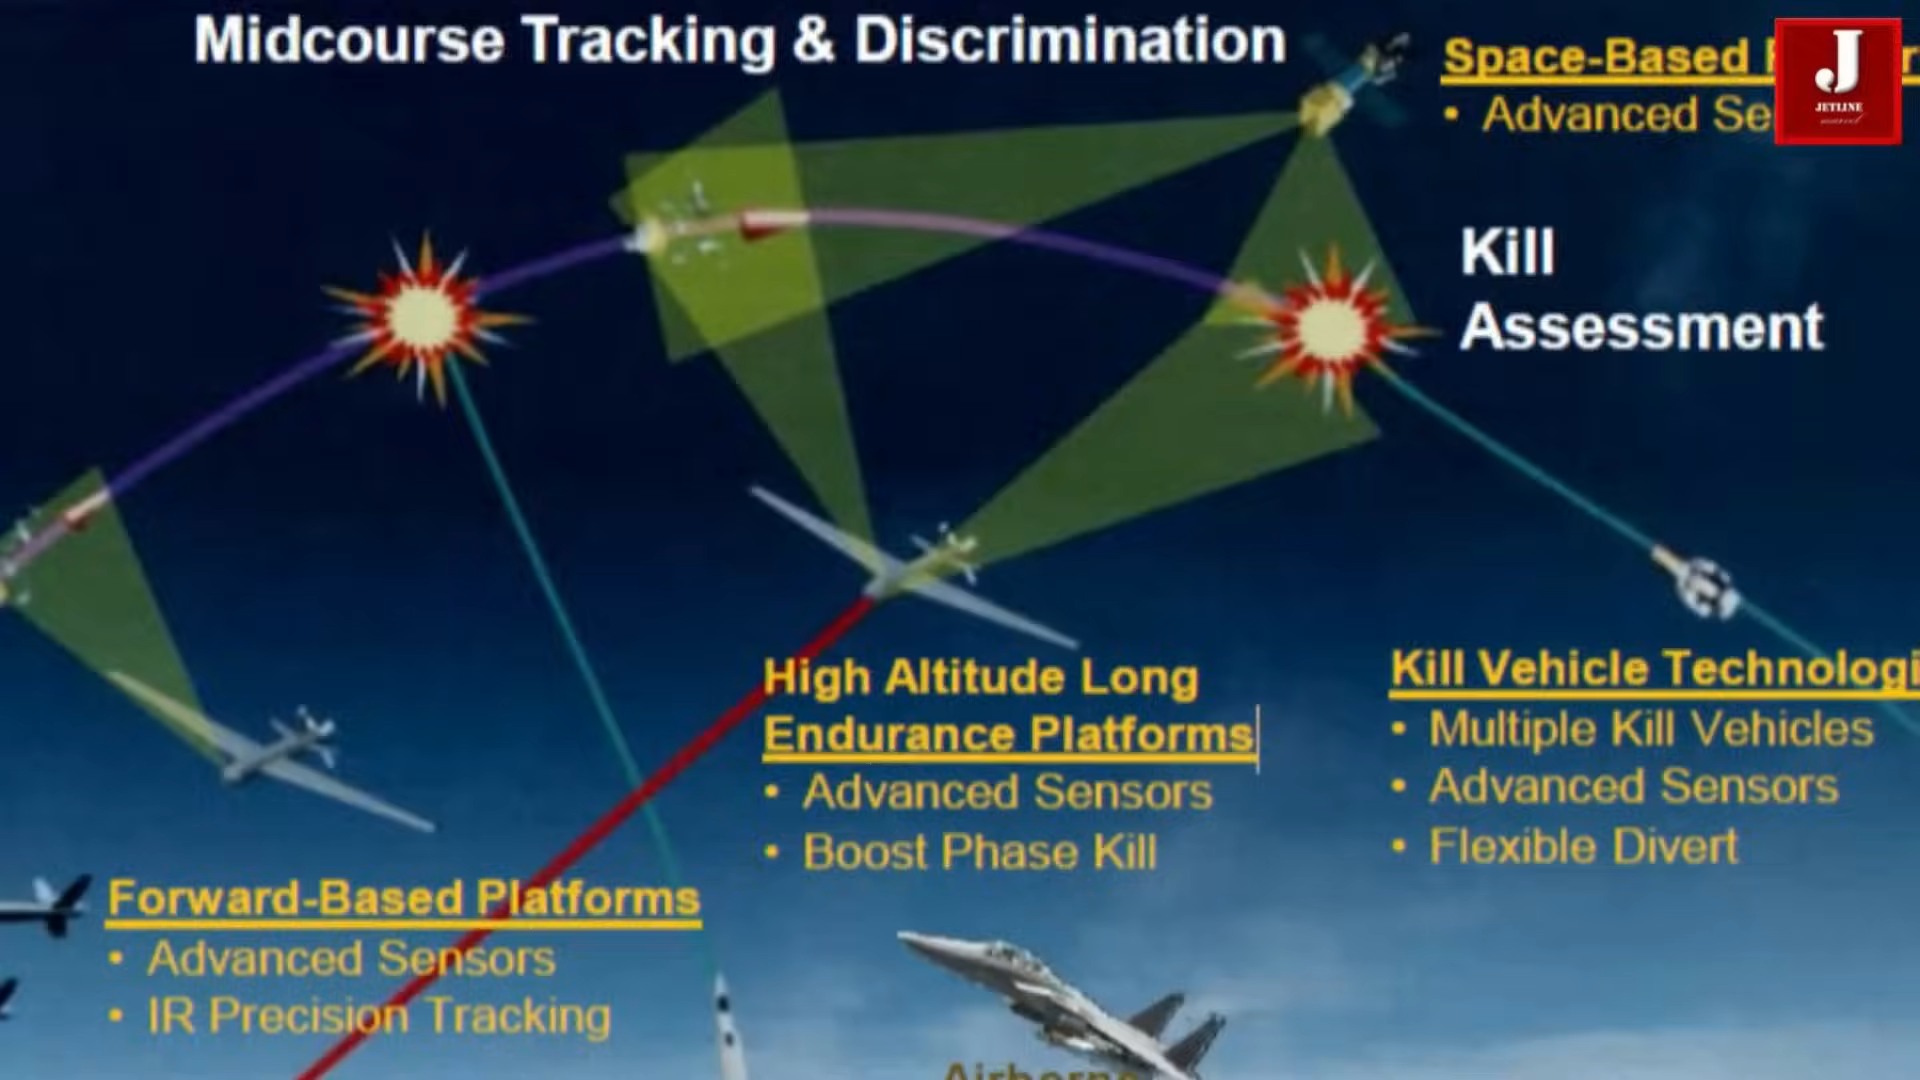 Midcourse Tracking & Discrimination
Space-Based
• Advanced
J
JETLINE
Kill
Assessment
High Altitude Long
Endurance Platforms
• Advanced Sensors
• Boost Phase Kill
Kill Vehicle Technologi
• Multiple Kill Vehicles
• Advanced Sensors
• Flexible Divert
Forward-Based Platforms
• Advanced Sensors
• IR Precision Tracking
Airborne